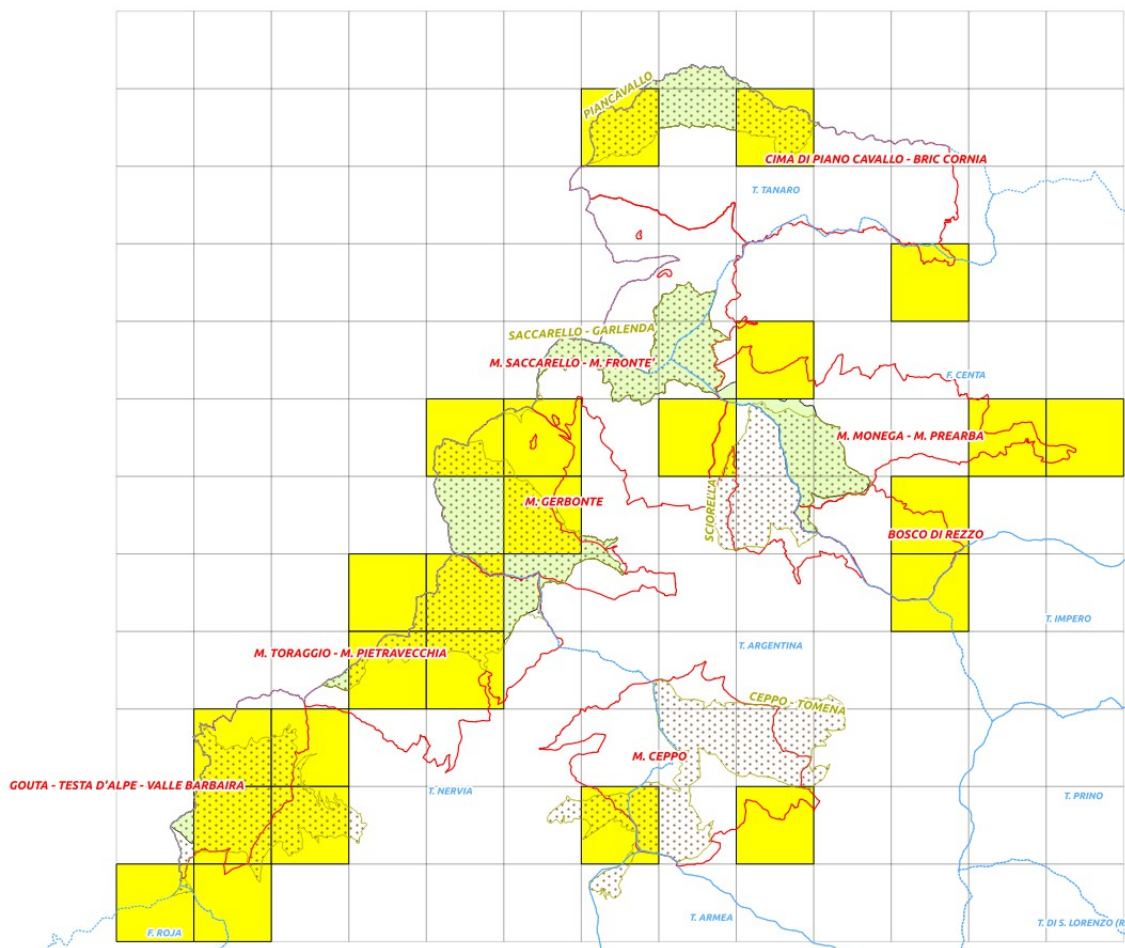 PIANCAVALLO
CIMA DI PIANO CAVALLO - BRIC CORNIA
T. TANARO
SACCARELLO - GARLENDA
M. SACCARELLO - M. FRONTE'
F. CENTA
M. MONEGA - M. PREARBA
SCIORELLA
M. GERBONTE
BOSCO DI REZZO
T. IMPERO
T. ARGENTINA
M. TORAGGIO - M. PIETRAVECCHIA
CEPPO - TOMENA
M. CEPPO
GOUTA - TESTA D'ALPE - VALLE BARBAIRA
T. NERVIA
T. PRINO
T. ARMEA
T. DI S. LORENZO (R
F. ROJA